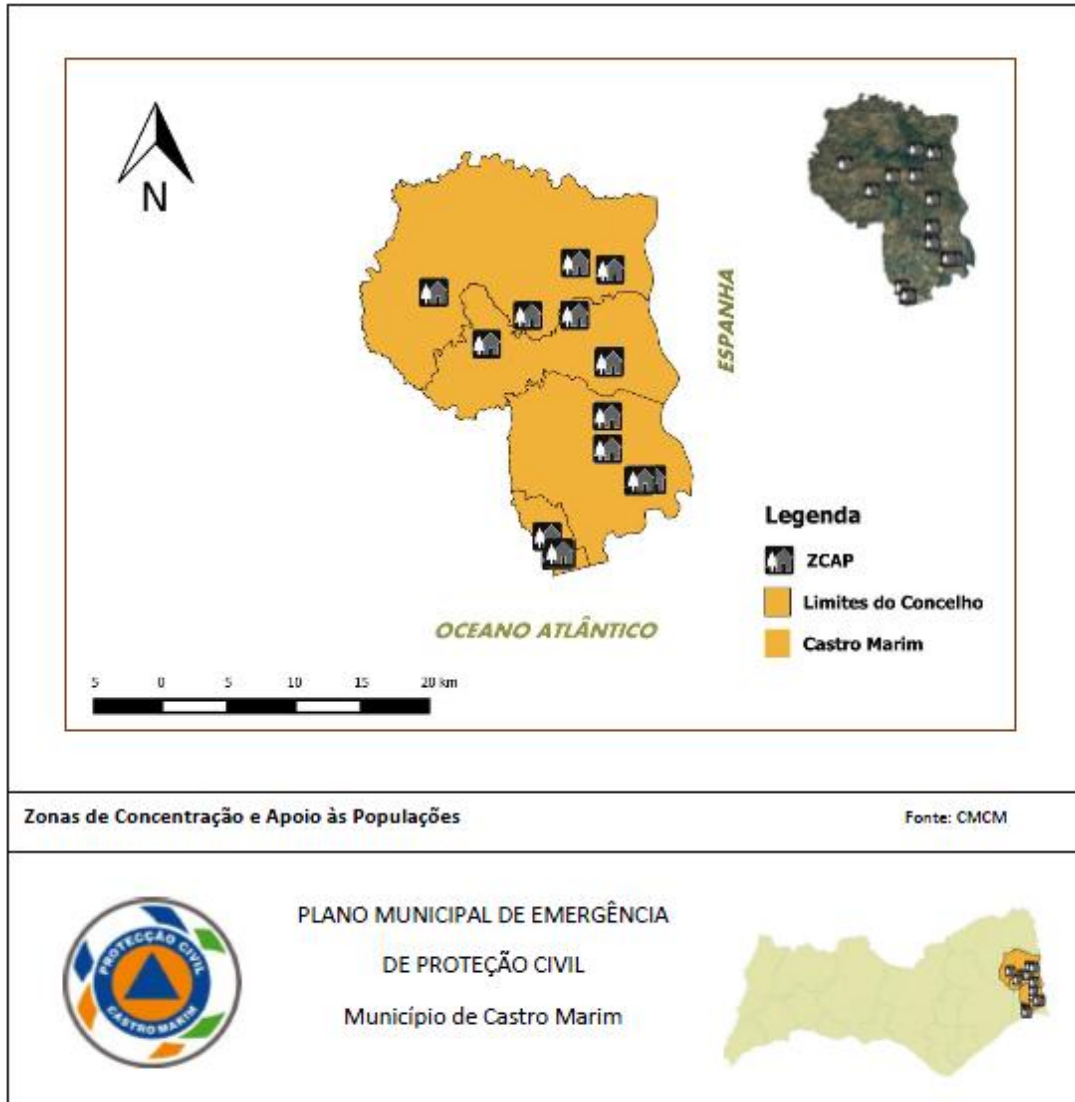 N
ESPANHA
Legenda
ZCAP
Limites do Concelho
Castro Marim
OCEANO ATLÂNTICO
5 0 5 10 15 20 km
Zonas de Concentração e Apoio às Populações
Fonte: CMCM
PROTECÇÃO CIVIL
CASTRO MARIM
PLANO MUNICIPAL DE EMERGÊNCIA
DE PROTEÇÃO CIVIL
Município de Castro Marim